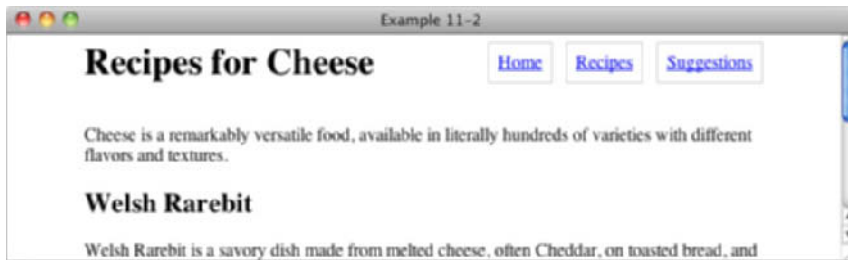 Example 11-2
Recipes for Cheese Home Recipes Suggestions
Cheese is a remarkably versatile food, available in literally hundreds of varieties with different
flavors and textures.
Welsh Rarebit
Welsh Rarebit is a savory dish made from melted cheese, often Cheddar, on toasted bread, and